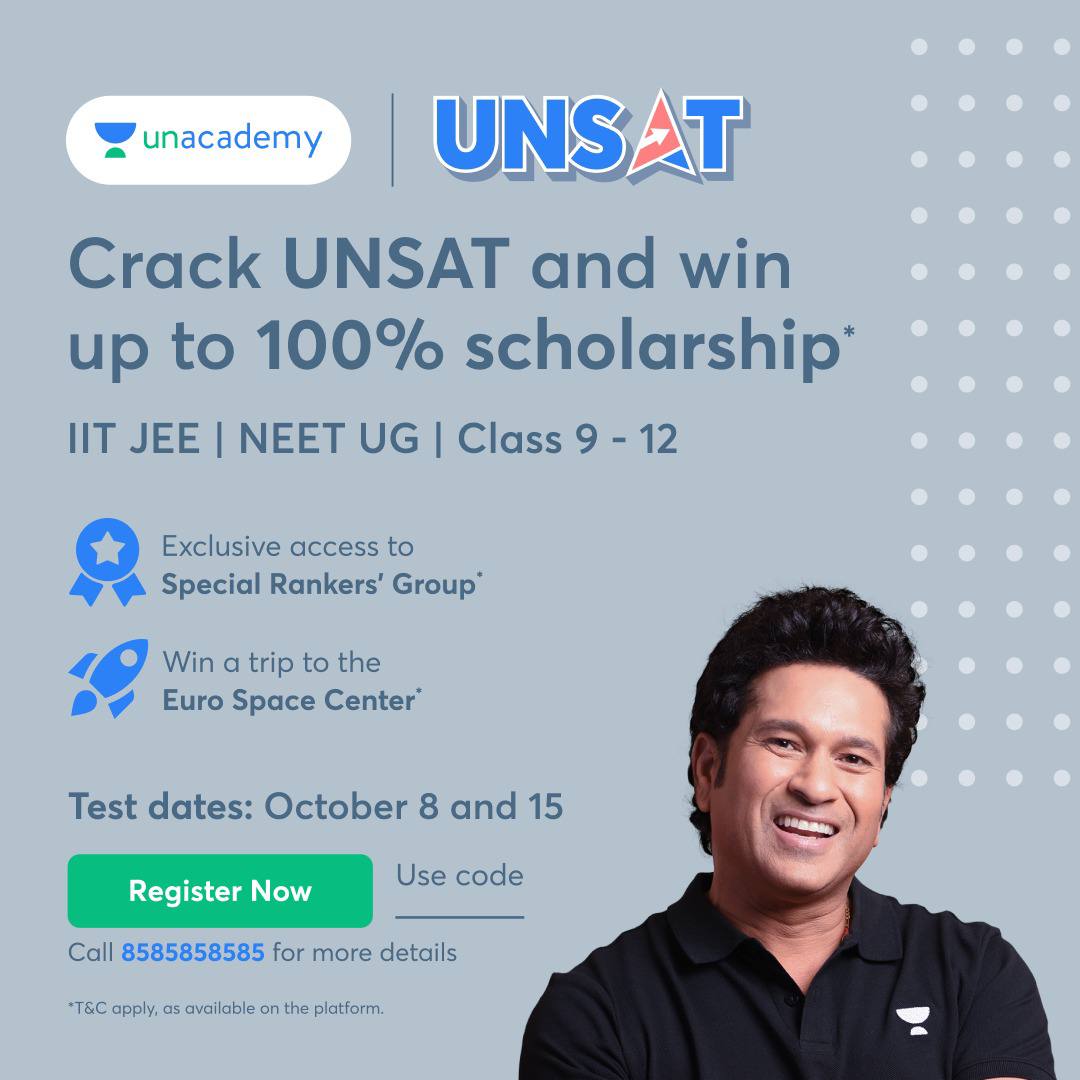 unacademy
UNSAT
Crack UNSAT and win
up to 100% scholarship*
IIT JEE | NEET UG | Class 9 - 12
Exclusive access to
Special Rankers' Group*
Win a trip to the
Euro Space Center*
Test dates: October 8 and 15
Register Now
Use code
Call 8585858585 for more details
*T&C apply, as available on the platform.